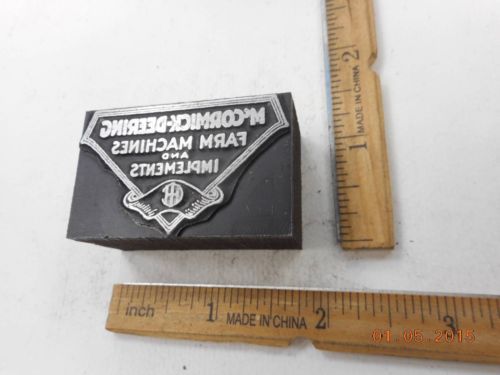 McCORMICK-DEERING
FARM MACHINES
AND
IMPLEMENTS
IHC
1 MADE IN CHINA 2
inch 1 MADE IN CHINA 2 3
01.05.2015